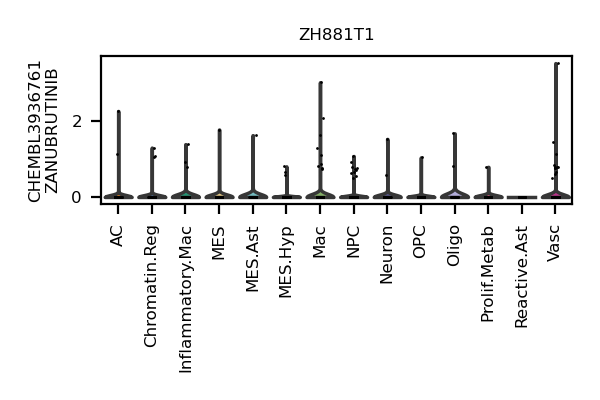 ZH881T1
CHEMBL3936761
ZANUBRUTINIB
2
0
AC
Chromatin.Reg
Inflammatory.Mac
MES
MES.Ast
MES.Hyp
Mac
NPC
Neuron
OPC
Oligo
Prolif.Metab
Reactive.Ast
Vasc